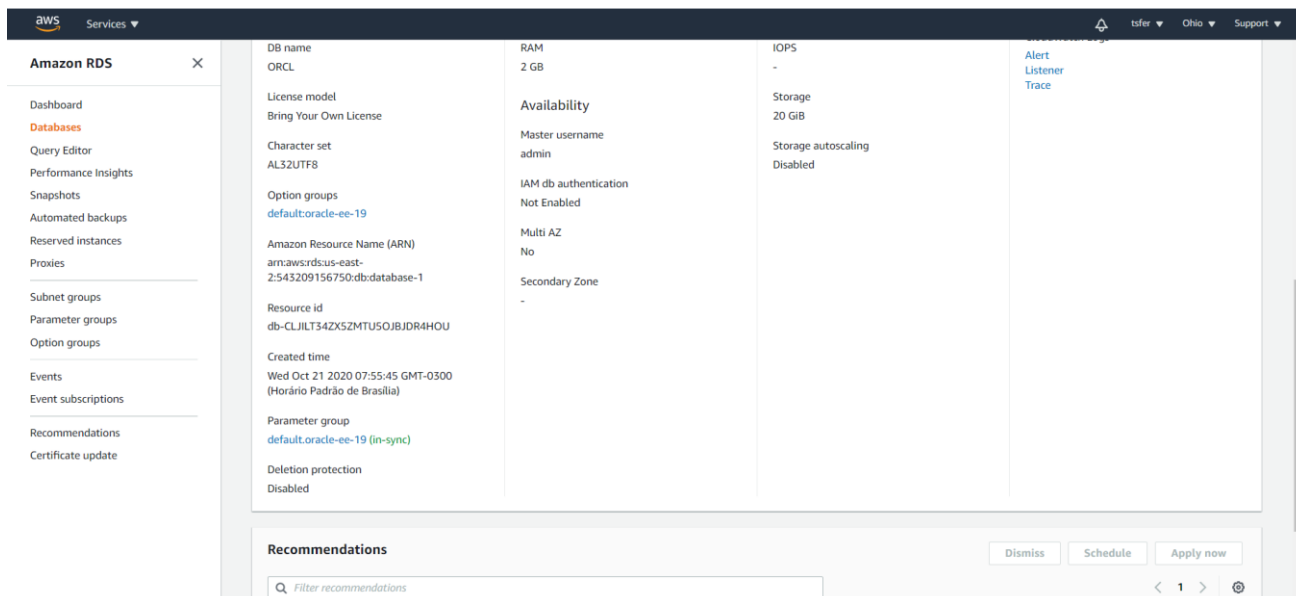 aws
Services ▼
tsfer ▼
Ohio ▼
Support ▼
Amazon RDS
Dashboard
Databases
Query Editor
Performance Insights
Snapshots
Automated backups
Reserved instances
Proxies
Subnet groups
Parameter groups
Option groups
Events
Event subscriptions
Recommendations
Certificate update
DB name
ORCL
License model
Bring Your Own License
Character set
AL32UTF8
Option groups
default:oracle-ee-19
Amazon Resource Name (ARN)
arn:aws:rds:us-east-
2:543209156750:db:database-1
Resource id
db-CLJILT34ZX5ZMTU5OJBJDR4HOU
Created time
Wed Oct 21 2020 07:55:45 GMT-0300
(Horário Padrão de Brasília)
Parameter group
default.oracle-ee-19 (in-sync)
Deletion protection
Disabled
RAM
2 GB
Availability
Master username
admin
IAM db authentication
Not Enabled
Multi AZ
No
Secondary Zone
-
IOPS
-
Storage
20 GiB
Storage autoscaling
Disabled
Alert
Listener
Trace
Recommendations
Dismiss
Schedule
Apply now
Filter recommendations
1